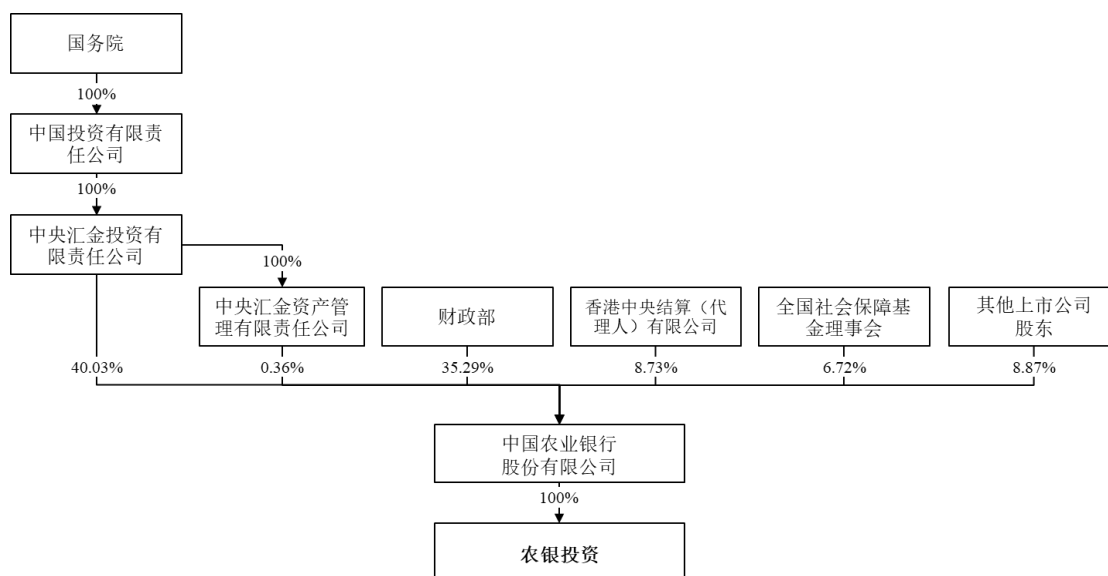 国务院
100%
中国投资有限责
任公司
100%
中央汇金投资有
限责任公司
100%
中央汇金资产管
理有限责任公司
财政部
香港中央结算（代
理人）有限公司
全国社会保障基
金理事会
其他上市公司
股东
40.03%
0.36%
35.29%
8.73%
6.72%
8.87%
中国农业银行
股份有限公司
100%
农银投资